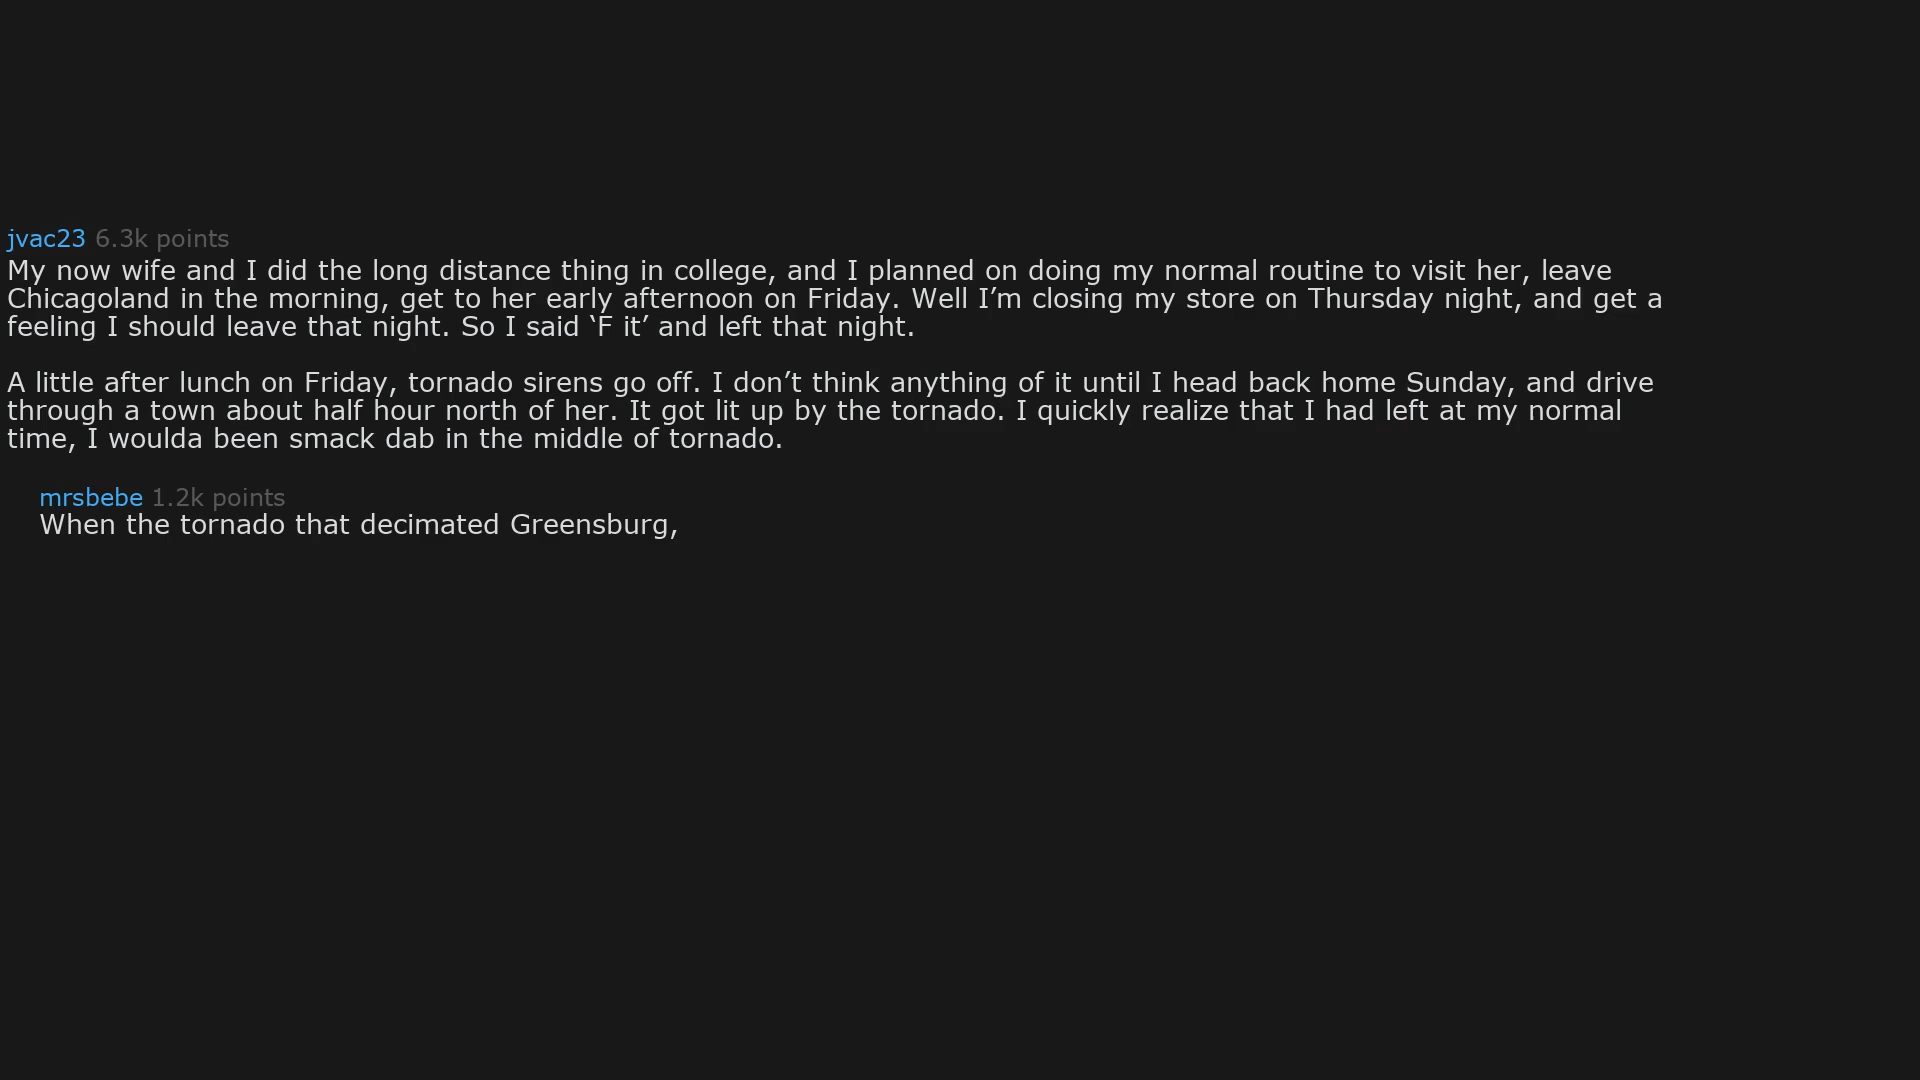 jvac23 6.3k points
My now wife and I did the long distance thing in college, and I planned on doing my normal routine to visit her, leave
Chicagoland in the morning, get to her early afternoon on Friday. Well I’m closing my store on Thursday night, and get a
feeling I should leave that night. So I said ‘F it’ and left that night.
A little after lunch on Friday, tornado sirens go off. I don’t think anything of it until I head back home Sunday, and drive
through a town about half hour north of her. It got lit up by the tornado. I quickly realize that I had left at my normal
time, I woulda been smack dab in the middle of tornado.
mrsbebe 1.2k points
When the tornado that decimated Greensburg,